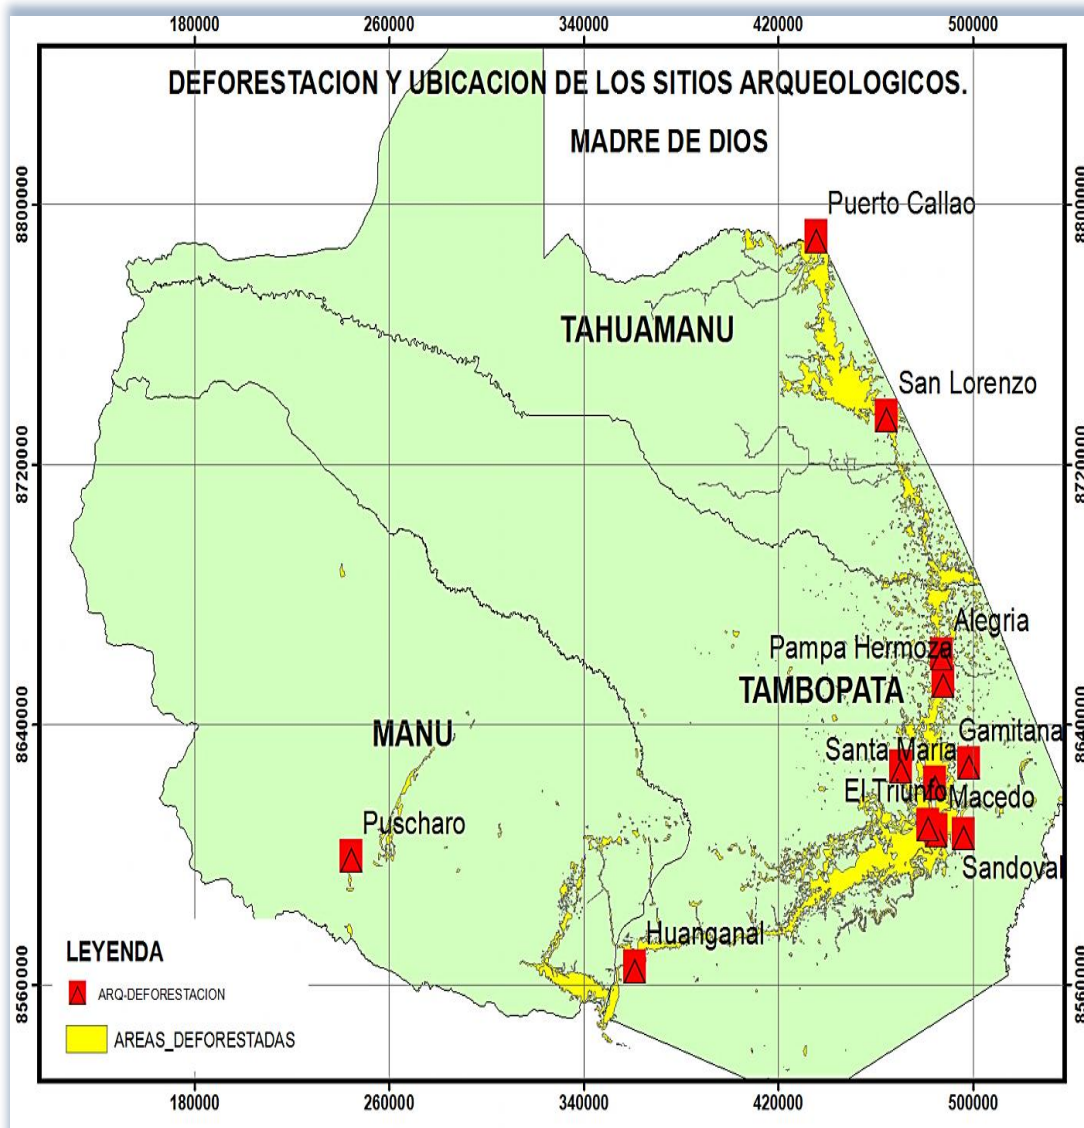 180000 260000 340000 420000 500000
DEFORESTACION Y UBICACION DE LOS SITIOS ARQUEOLOGICOS.
MADRE DE DIOS
8800000 8800000
Puerto Callao
TAHUAMANU
San Lorenzo
8720000 8720000
Alegria
Pampa Hermoza
TAMBOPATA
8640000 8640000
MANU
Gamitana
Santa Maria
El Triunfo
Macedo
Puscharo
Sandoval
Huanganal
LEYENDA
ARQ-DEFORESTACION
AREAS_DEFORESTADAS
8560000 8560000
180000 260000 340000 420000 500000